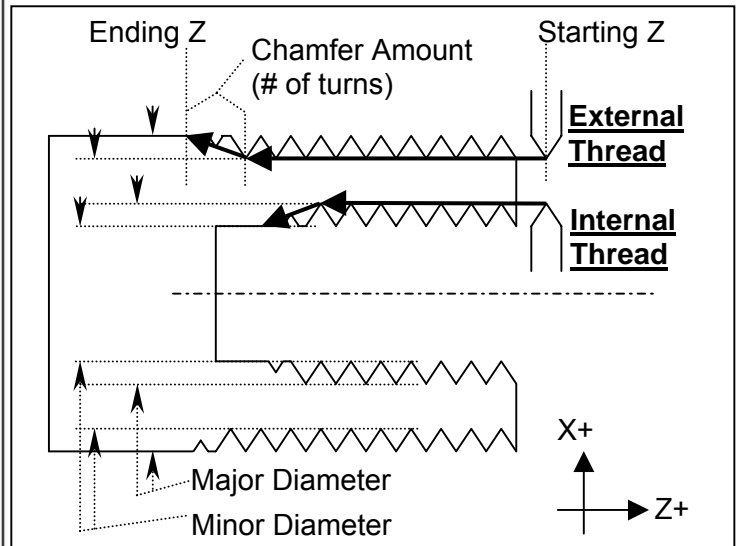 Ending Z
Starting Z
Chamfer Amount
(# of turns)
External
Thread
Internal
Thread
X+
Z+
Major Diameter
Minor Diameter